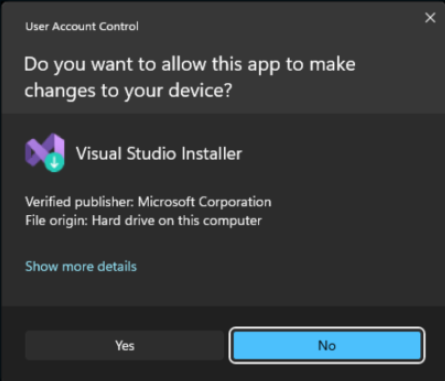 User Account Control
Do you want to allow this app to make
changes to your device?
Visual Studio Installer
Verified publisher: Microsoft Corporation
File origin: Hard drive on this computer
Show more details
Yes
No